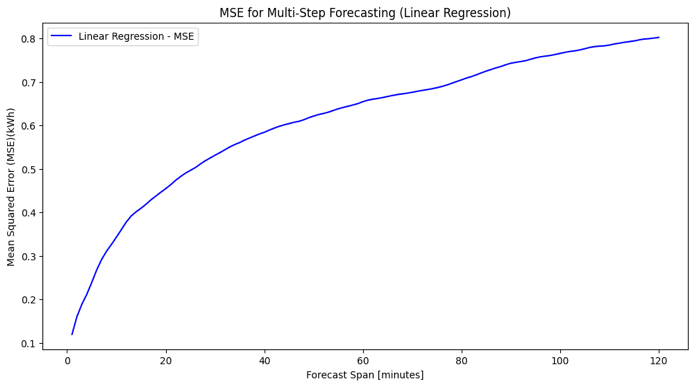 MSE for Multi-Step Forecasting (Linear Regression)
Linear Regression - MSE
Mean Squared Error (MSE)(kWh)
0.8
0.7
0.6
0.5
0.4
0.3
0.2
0.1
0 20 40 60 80 100 120
Forecast Span [minutes]